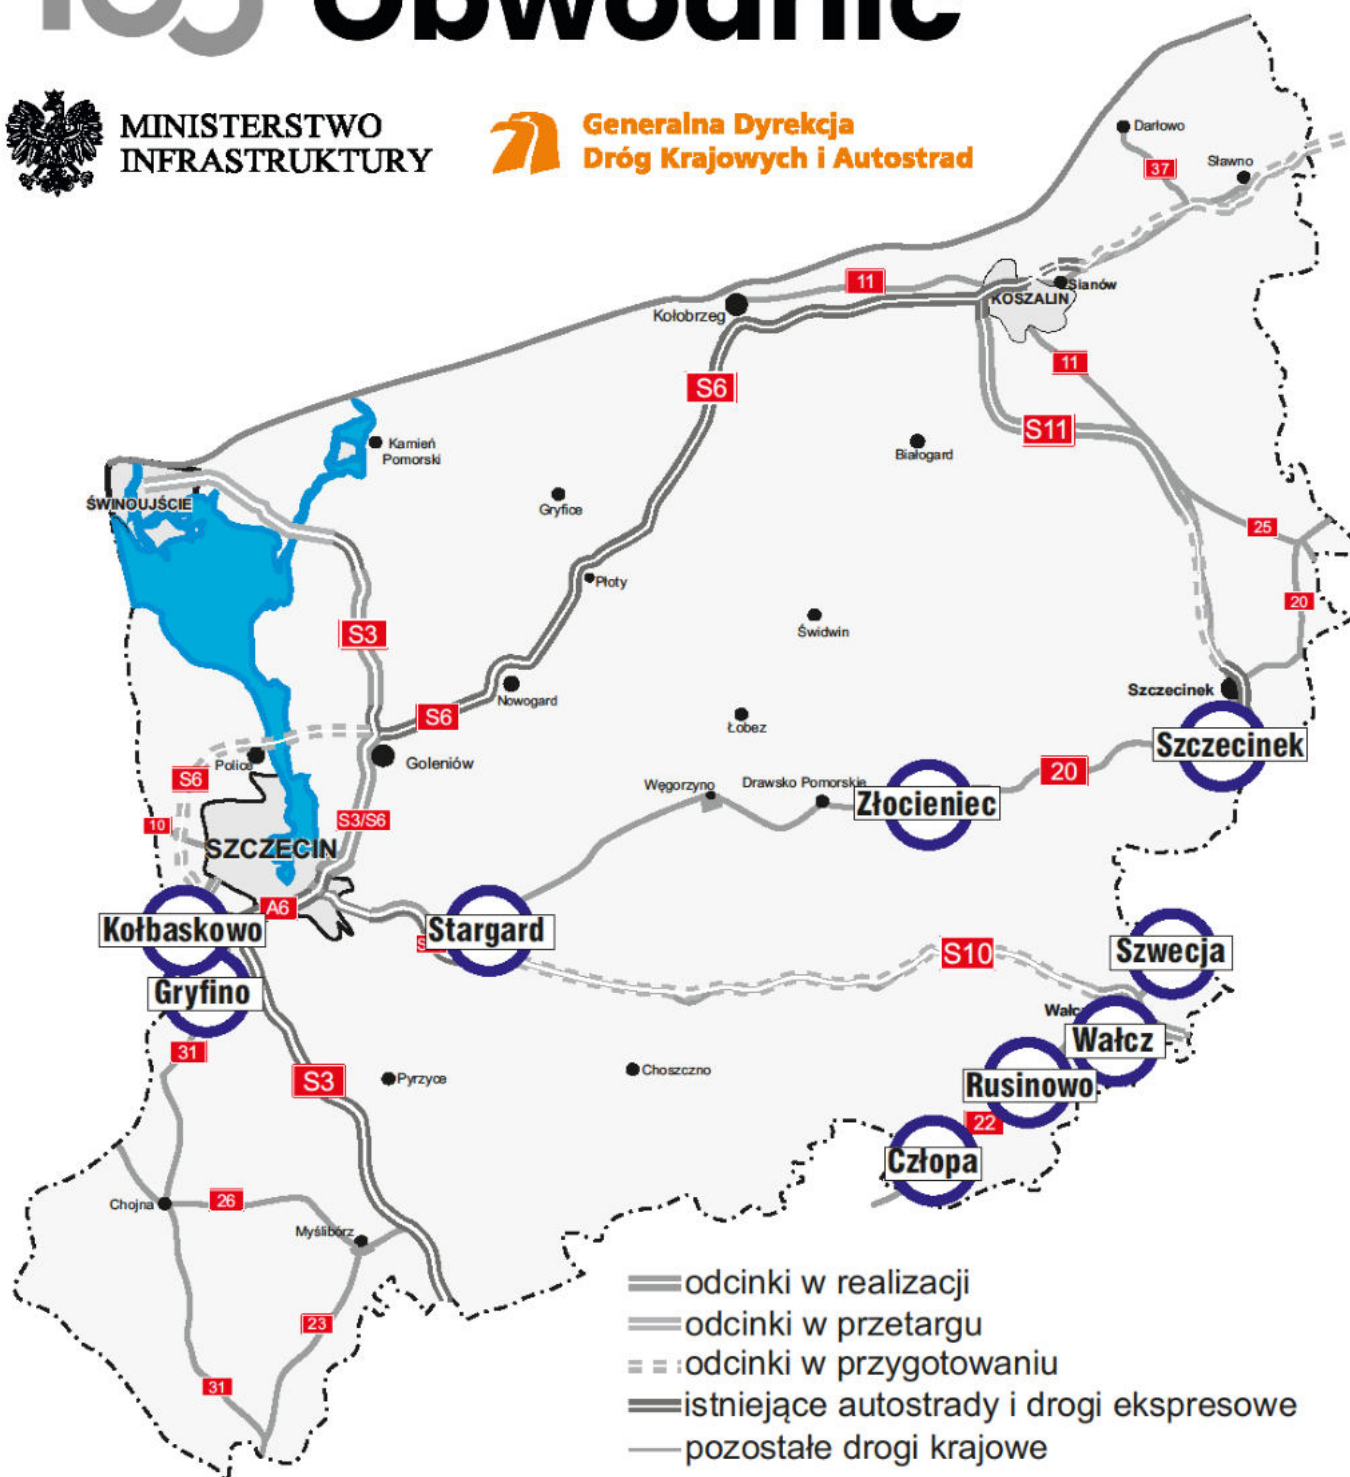 Obwodnic
MINISTERSTWO
INFRASTRUKTURY
Generalna Dyrekcja
Dróg Krajowych i Autostrad
Darłowo
37
Sławno
11
Sianów
KOSZALIN
Kołobrzeg
11
S6
S11
Kamień
Pomorski
Białogard
ŚWINOUJŚCIE
Gryfice
25
Płoty
20
S3
Świdwin
Szczecinek
Nowogard
S6
Łobez
Szczecinek
Police
Goleniów
S6
20
Węgorzyno
Drawsko Pomorskie
Złocieniec
10
S3/S6
SZCZECIN
A6
Kołbaskowo
Stargard
S10
Szwecja
Gryfino
Wałcz
31
S3
Pyrzyce
Choszczno
Rusinowo
22
Człopa
Chojna
26
Myślibórz
23
31
odcinki w realizacji
odcinki w przetargu
odcinki w przygotowaniu
istniejące autostrady i drogi ekspresowe
pozostałe drogi krajowe